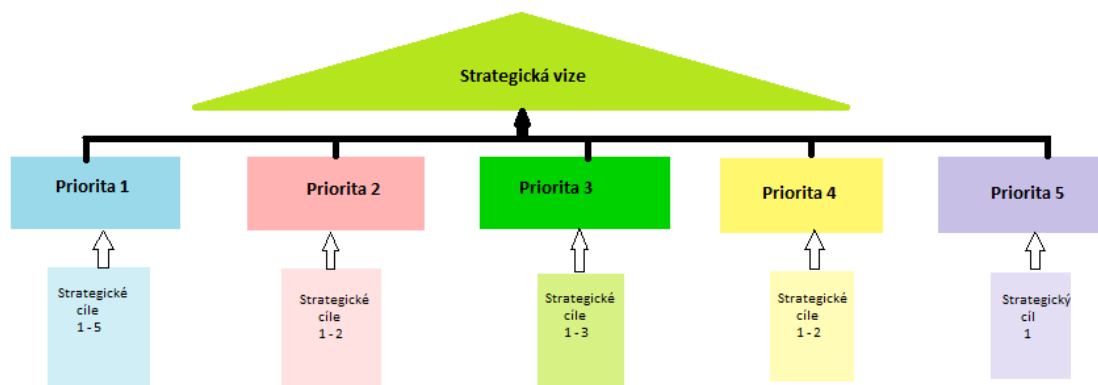 Strategická vize
Priorita 1
Priorita 2
Priorita 3
Priorita 4
Priorita 5
Strategické
cíle
1 - 5
Strategické
cíle
1 - 2
Strategické
cíle
1 - 3
Strategické
cíle
1 - 2
Strategický
cíl
1